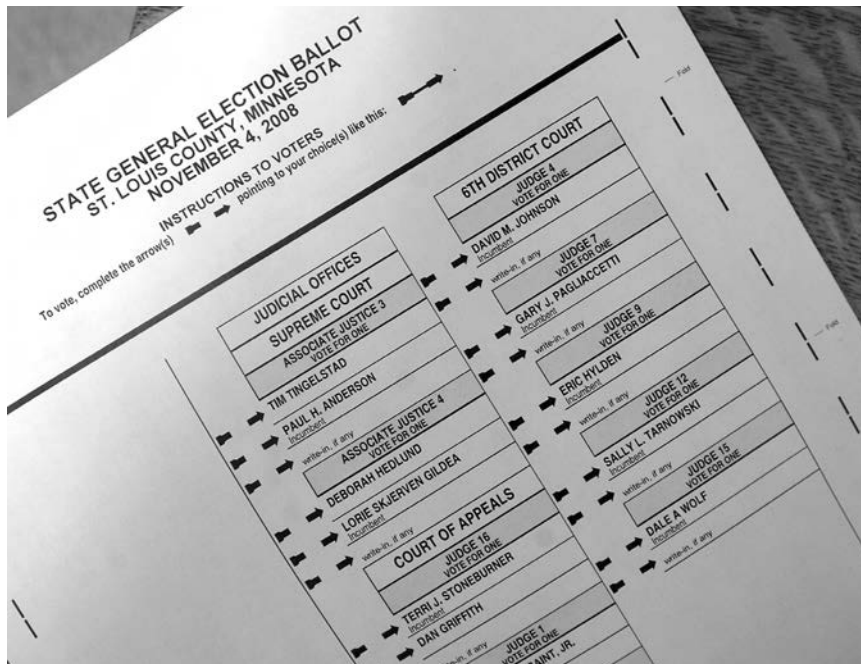 STATE GENERAL ELECTION BALLOT
ST. LOUIS COUNTY, MINNESOTA
NOVEMBER 4, 2008
INSTRUCTIONS TO VOTERS
To vote, complete the arrow(s) pointing to your choice(s) like this:
JUDICIAL OFFICES
SUPREME COURT
ASSOCIATE JUSTICE 3
VOTE FOR ONE
TIM TINGELSTAD
PAUL H. ANDERSON
Incumbent
write-in, if any
ASSOCIATE JUSTICE 4
VOTE FOR ONE
DEBORAH HEDLUND
LORIE SKJERVEN GILDEA
Incumbent
write-in, if any
COURT OF APPEALS
JUDGE 16
VOTE FOR ONE
TERRI J. STONEBURNER
Incumbent
DAN GRIFFITH
write-in, if any
JUDGE 1
VOTE FOR ONE
JR.
6TH DISTRICT COURT
JUDGE 4
VOTE FOR ONE
DAVID M. JOHNSON
Incumbent
write-in, if any
JUDGE 7
VOTE FOR ONE
GARY J. PAGLIACCETTI
Incumbent
write-in, if any
JUDGE 9
VOTE FOR ONE
ERIC HYLDEN
Incumbent
write-in, if any
JUDGE 12
VOTE FOR ONE
SALLY L. TARNOWSKI
Incumbent
write-in, if any
JUDGE 15
VOTE FOR ONE
DALE A WOLF
Incumbent
write-in, if any
Fold
Fold